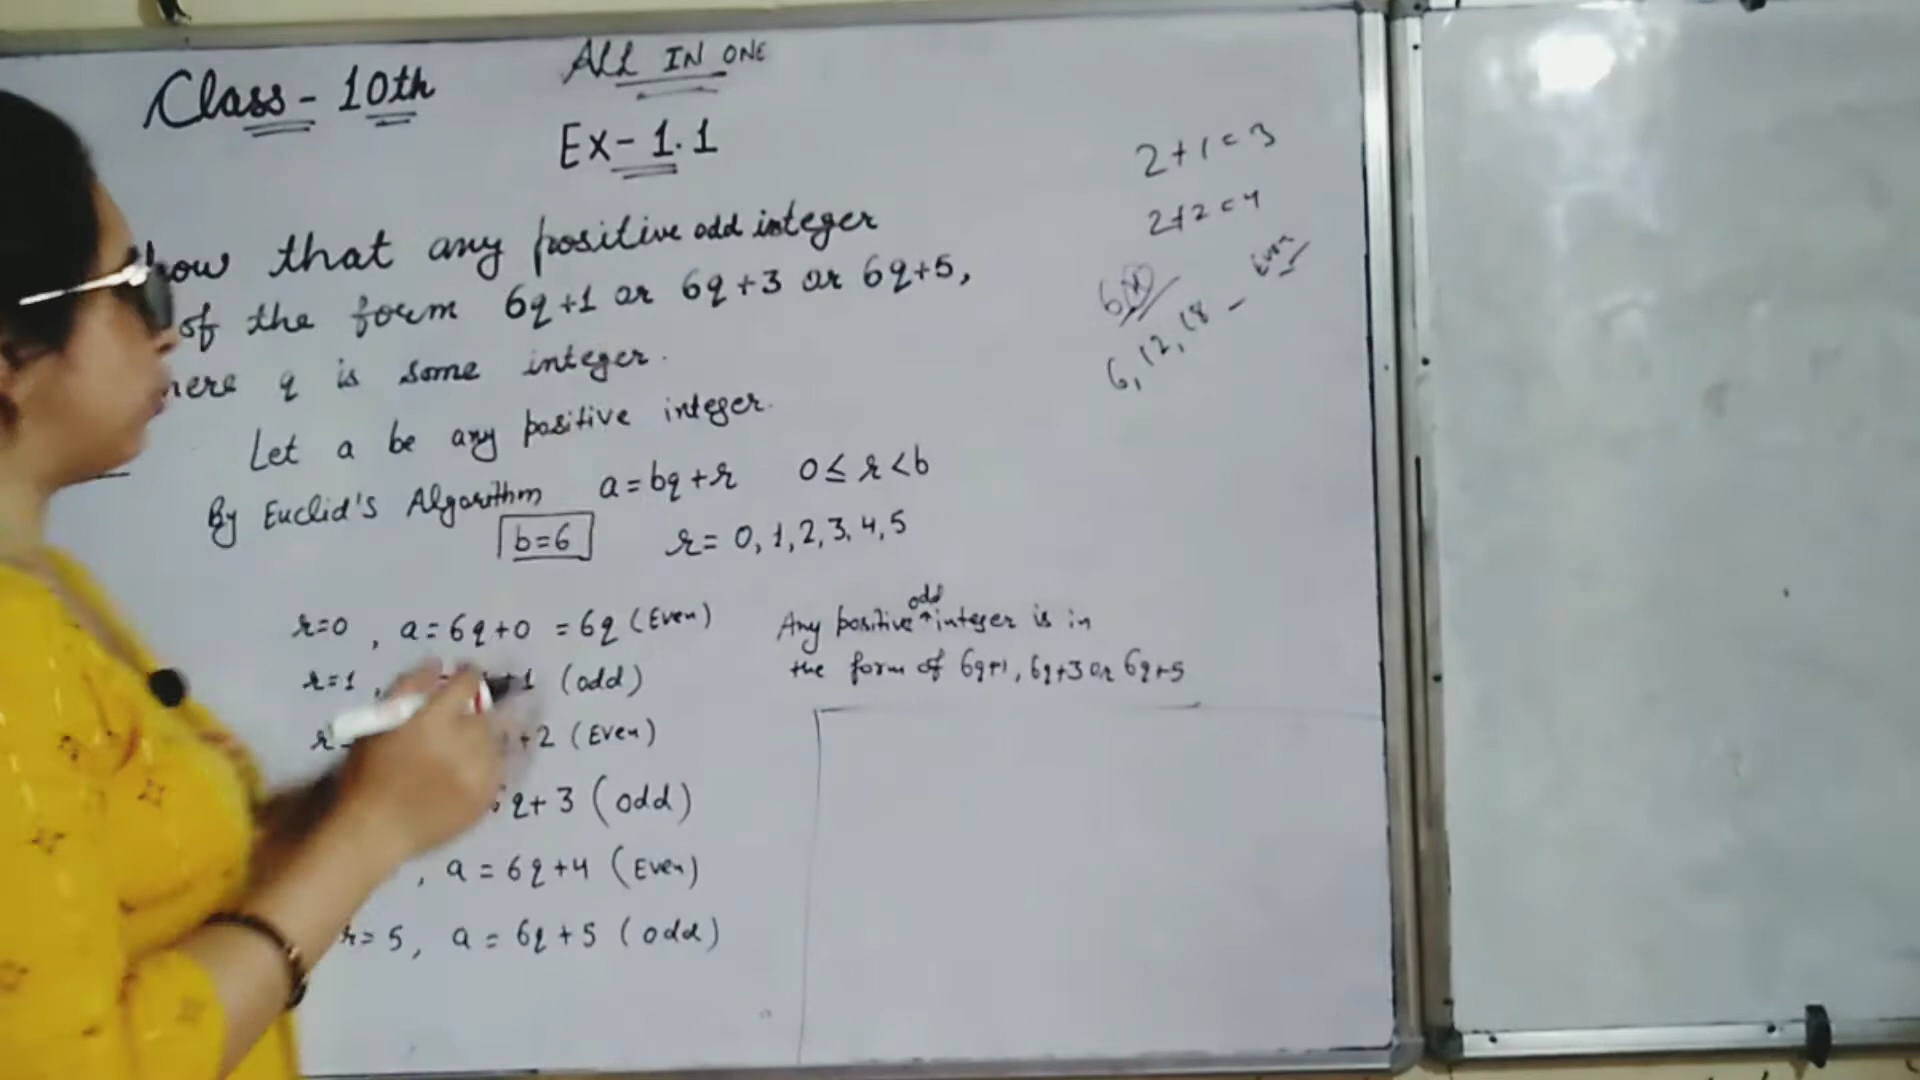 Class - 10th
ALL IN ONE
Ex - 1.1
how that any positive odd integer
of the form 6q+1 or 6q+3 or 6q+5,
here q is some integer.
Let a be any positive integer.
By Euclid's Algorithm a=bq+r 0≤r<b
b=6 r= 0,1,2,3,4,5
r=0, a=6q+0 =6q (Even)
r=1, +1 (odd)
r +2 (Even)
q+3 (odd)
, a=6q+4 (Even)
r=5, a=6q+5 (odd)
Any positive odd integer is in
the form of 6q+1, 6q+3 or 6q+5
2+1=3
2+2=4
6
6,12,18 - Even